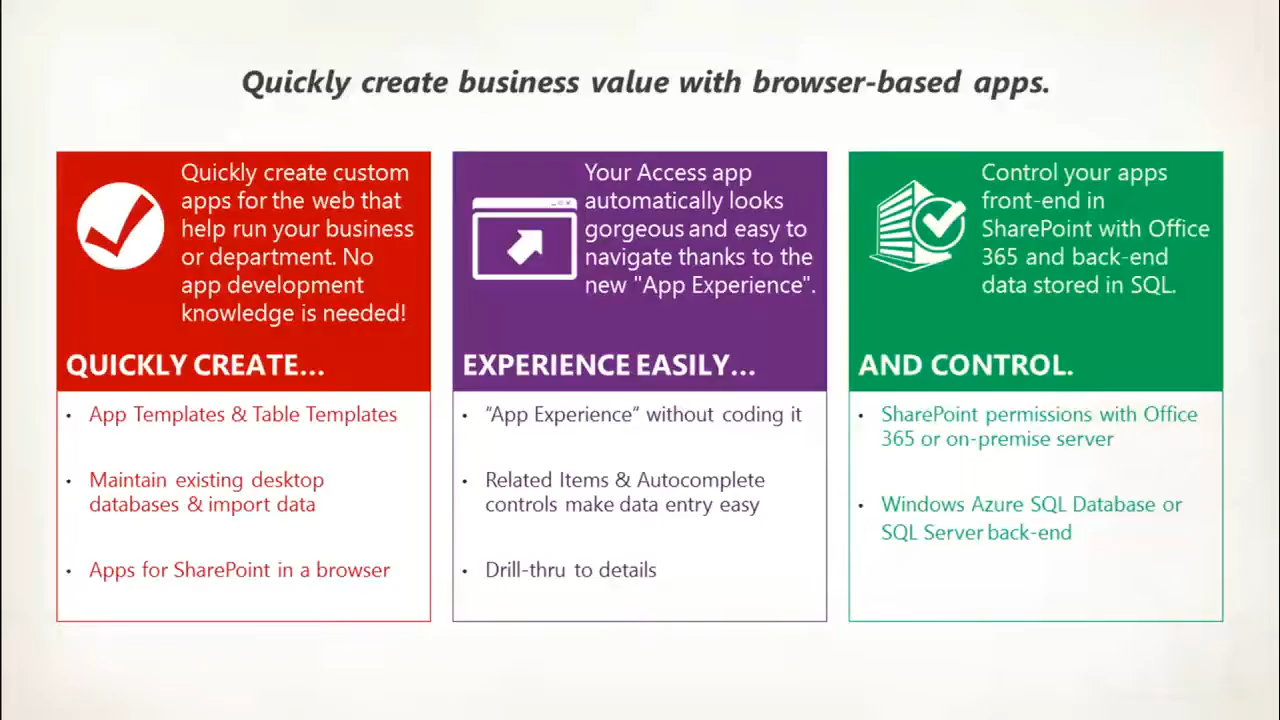 Quickly create business value with browser-based apps.
Quickly create custom
apps for the web that
help run your business
or department. No
app development
knowledge is needed!
QUICKLY CREATE...
• App Templates & Table Templates
• Maintain existing desktop
databases & import data
• Apps for SharePoint in a browser
Your Access app
automatically looks
gorgeous and easy to
navigate thanks to the
new "App Experience".
EXPERIENCE EASILY...
• "App Experience" without coding it
• Related Items & Autocomplete
controls make data entry easy
• Drill-thru to details
Control your apps
front-end in
SharePoint with Office
365 and back-end
data stored in SQL.
AND CONTROL.
• SharePoint permissions with Office
365 or on-premise server
• Windows Azure SQL Database or
SQL Server back-end